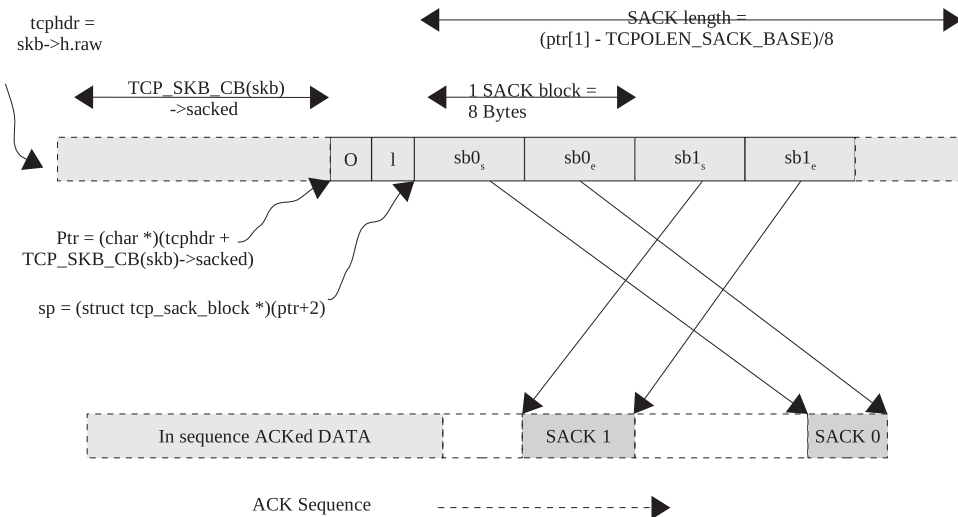 tcphdr =
skb->h.raw
SACK length =
(ptr[1] - TCPOLEN_SACK_BASE)/8
TCP_SKB_CB(skb)
->sacked
1 SACK block =
8 Bytes
O l sb0s sb0e sb1s sb1e
Ptr = (char *)(tcphdr +
TCP_SKB_CB(skb)->sacked)
sp = (struct tcp_sack_block *)(ptr+2)
In sequence ACKed DATA SACK 1 SACK 0
ACK Sequence